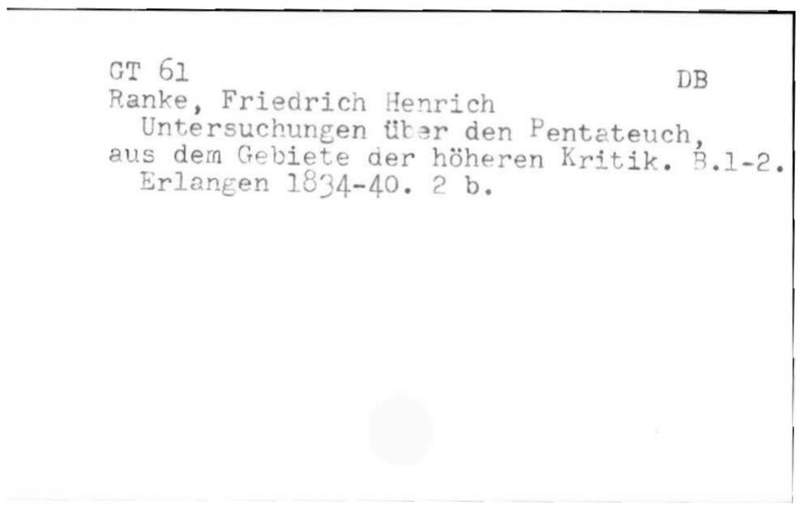 GT 61 DB
Ranke, Friedrich Henrich
Untersuchungen über den Pentateuch,
aus dem Gebiete der höheren Kritik. B.1-2.
Erlangen 1834-40. 2 b.